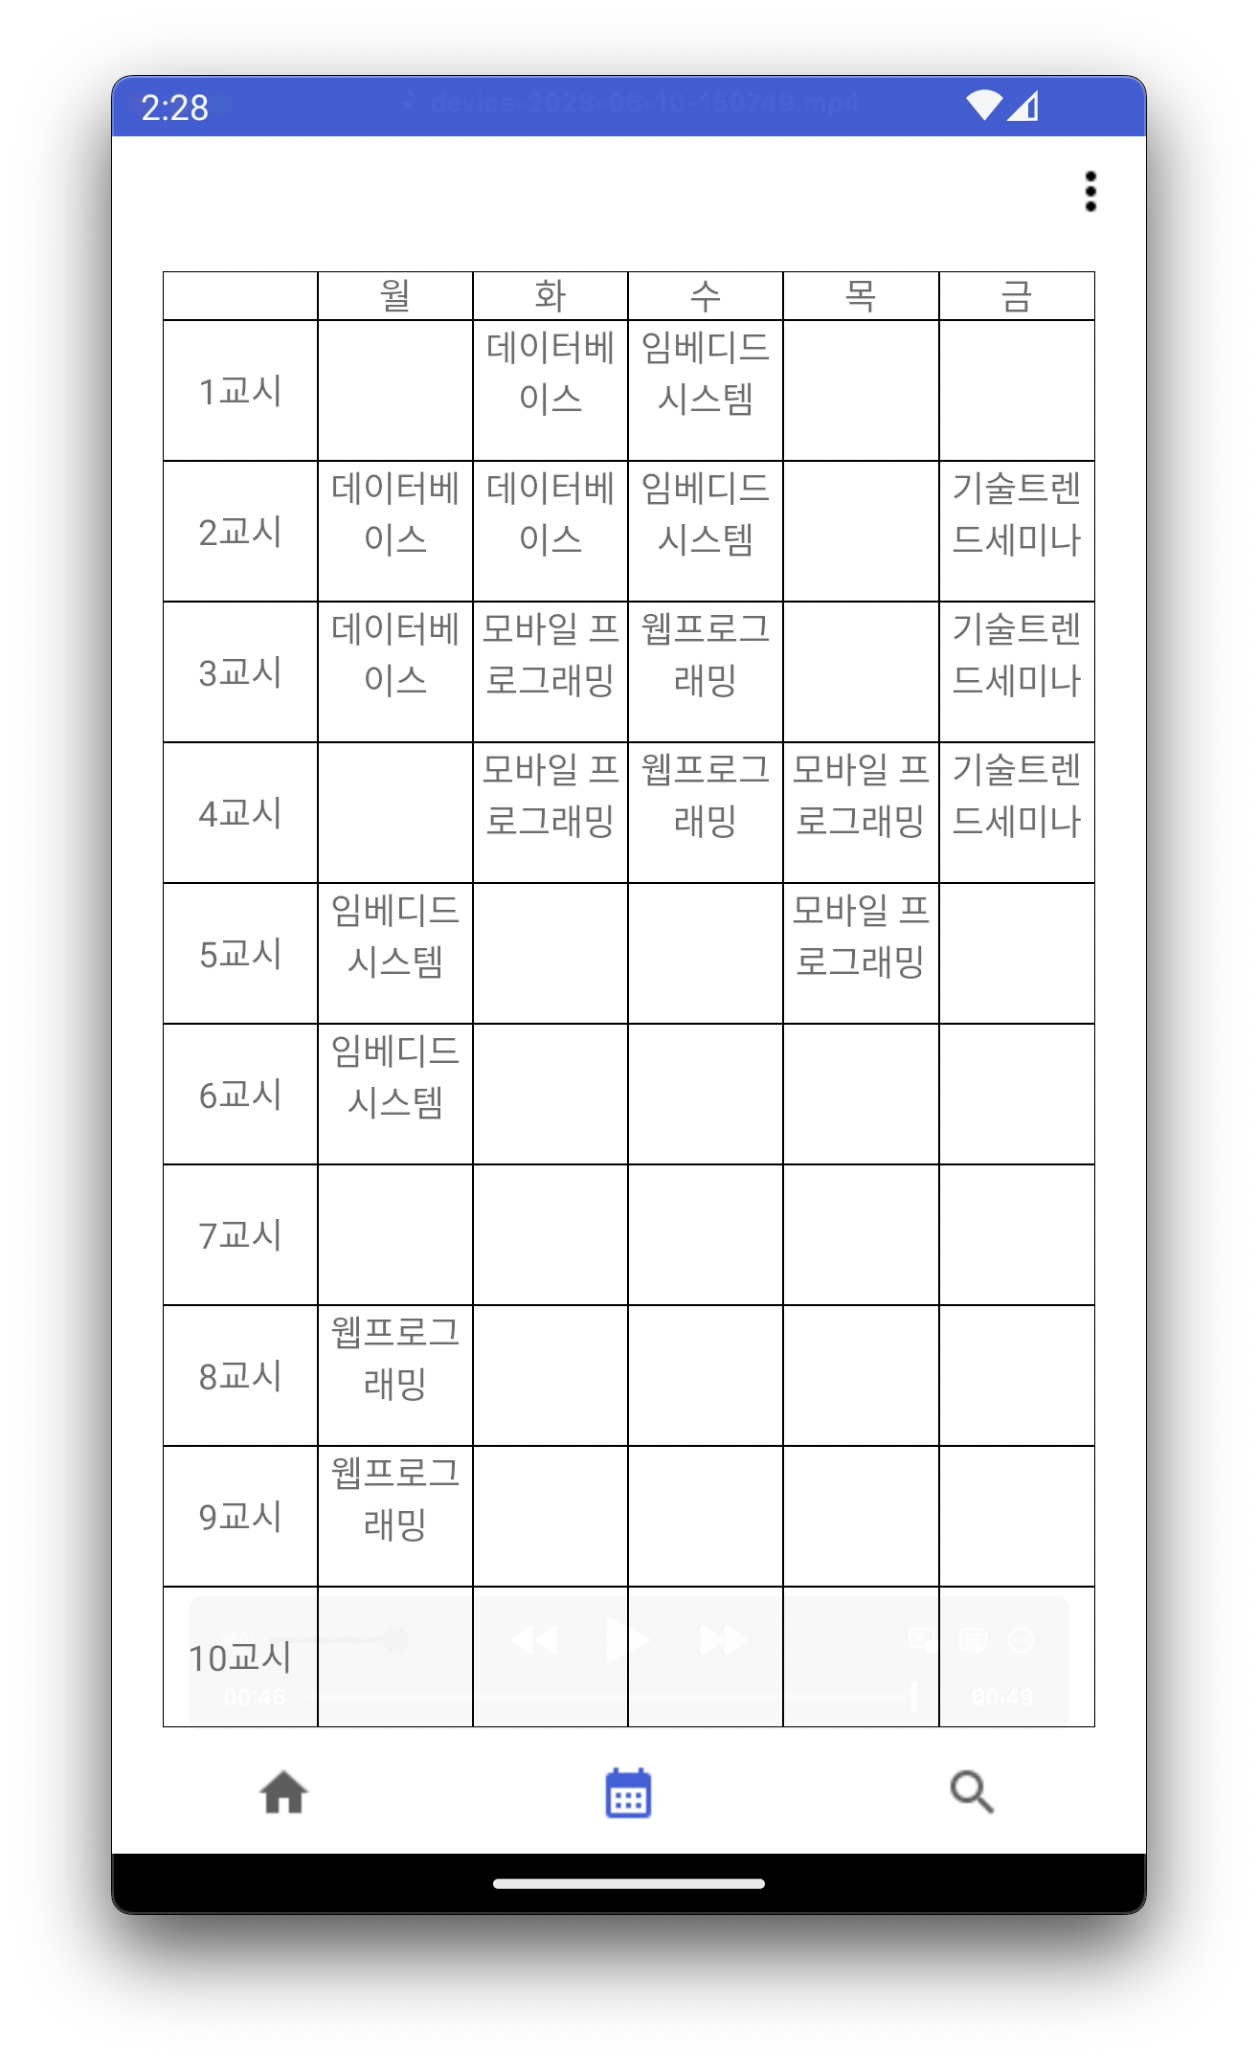 2:28
device-2023-06-10-150749.mp4
월 화 수 목 금
데이터베 임베디드
1교시
이스 시스템
데이터베 데이터베 임베디드 기술트렌
2교시
이스 이스 시스템 드세미나
데이터베 모바일 프 웹프로그 기술트렌
3교시
이스 로그래밍 래밍 드세미나
모바일 프 웹프로그 모바일 프 기술트렌
4교시
로그래밍 래밍 로그래밍 드세미나
임베디드 모바일 프
5교시
시스템 로그래밍
임베디드
6교시
시스템
7교시
웹프로그
8교시
래밍
웹프로그
9교시
래밍
10교시
00:46 00:49